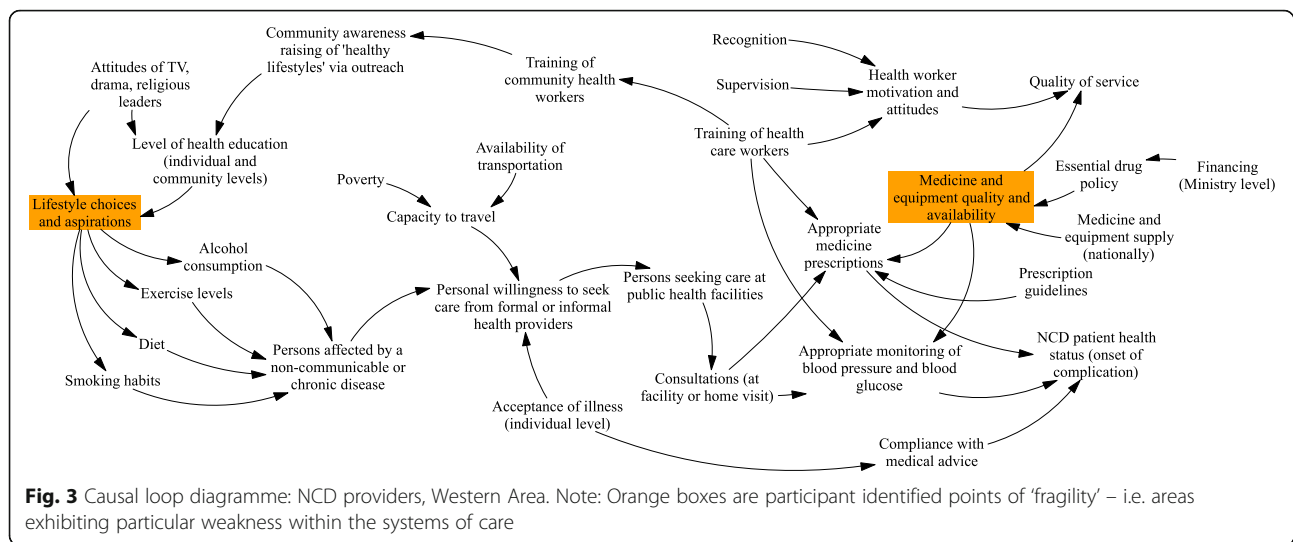 Community awareness
raising of 'healthy
lifestyles' via outreach
Attitudes of TV,
drama, religious
leaders
Training of
community health
workers
Recognition
Supervision
Health worker
motivation and
attitudes
Quality of service
Level of health education
(individual and
community levels)
Availability of
transportation
Training of health
care workers
Essential drug
policy
Financing
(Ministry level)
Poverty
Lifestyle choices
and aspirations
Capacity to travel
Medicine and
equipment quality and
availability
Medicine and
equipment supply
(nationally)
Appropriate
medicine
prescriptions
Alcohol
consumption
Exercise levels
Personal willingness to seek
care from formal or informal
health providers
Persons seeking care at
public health facilities
Prescription
guidelines
Diet
Smoking habits
Persons affected by a
non-communicable or
chronic disease
Appropriate monitoring of
blood pressure and blood
glucose
NCD patient health
status (onset of
complication)
Consultations (at
facility or home visit)
Acceptance of illness
(individual level)
Compliance with
medical advice
Fig. 3 Causal loop diagramme: NCD providers, Western Area. Note: Orange boxes are participant identified points of ‘fragility’ – i.e. areas
exhibiting particular weakness within the systems of care